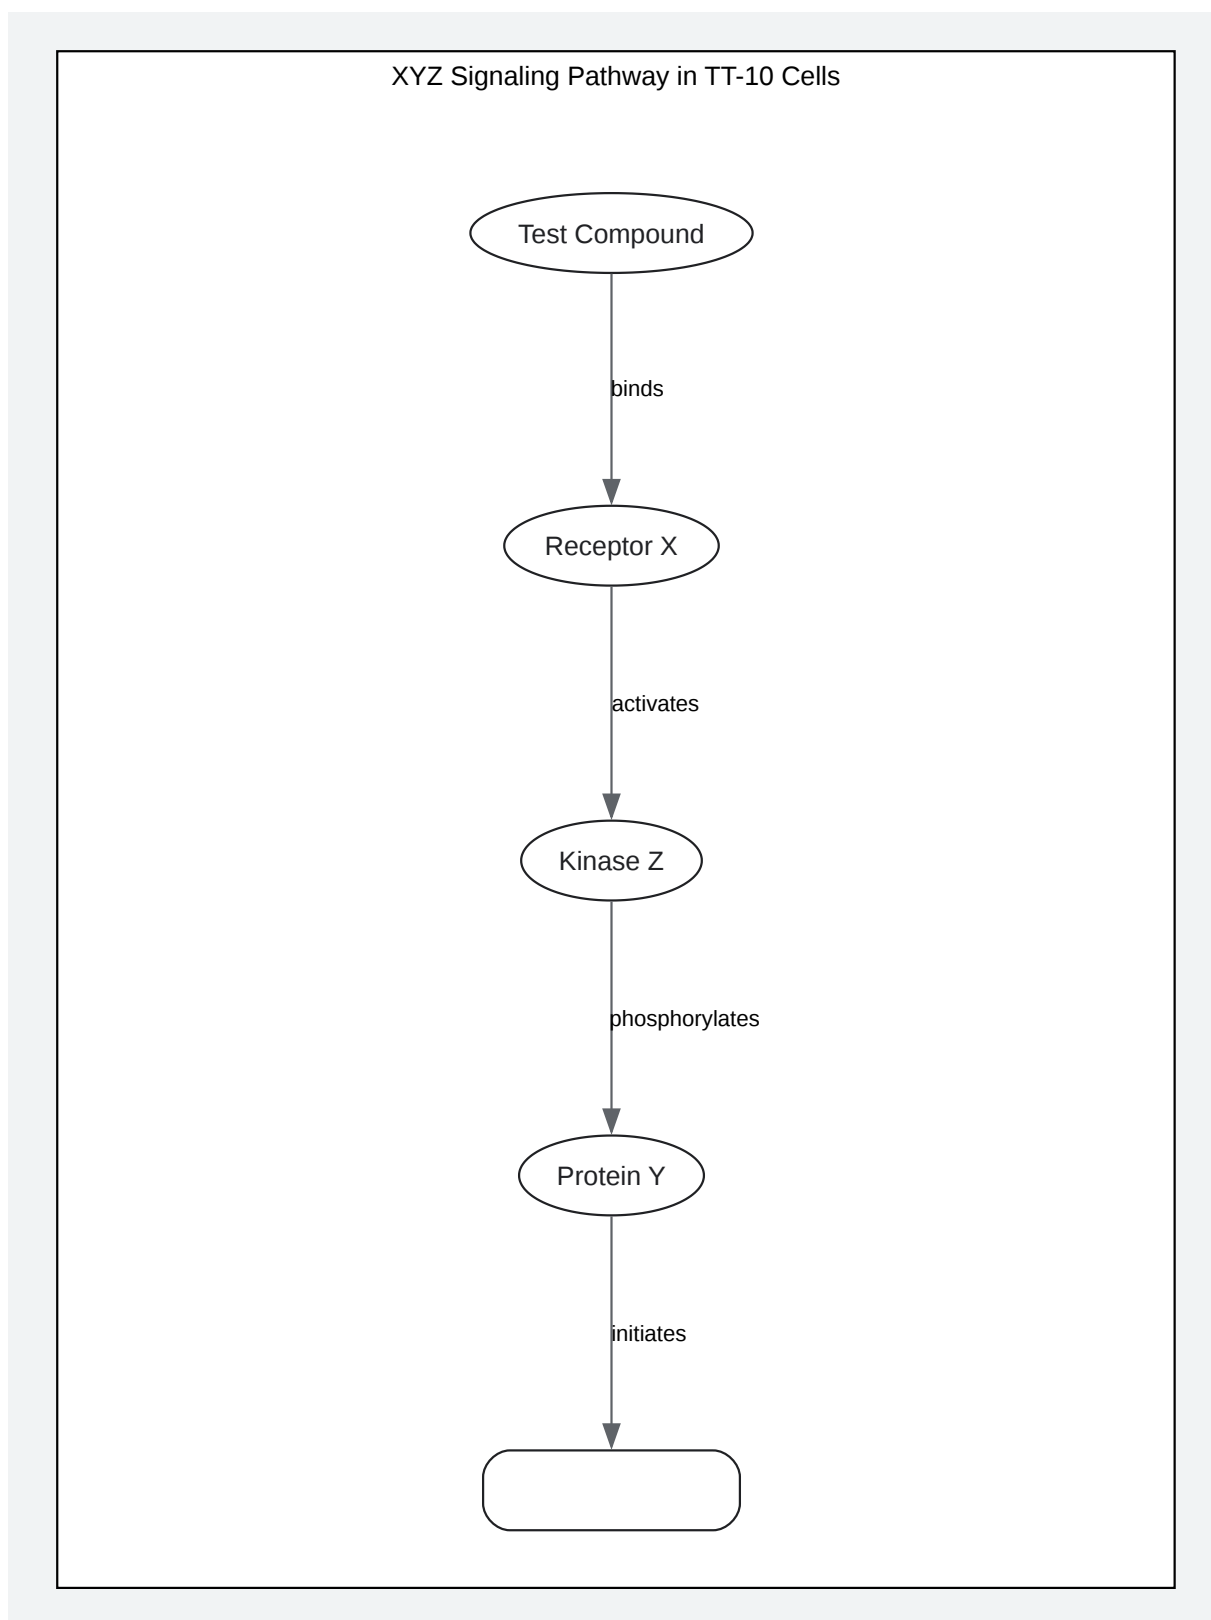 XYZ Signaling Pathway in TT-10 Cells
Test Compound
binds
Receptor X
activates
Kinase Z
phosphorylates
Protein Y
initiates